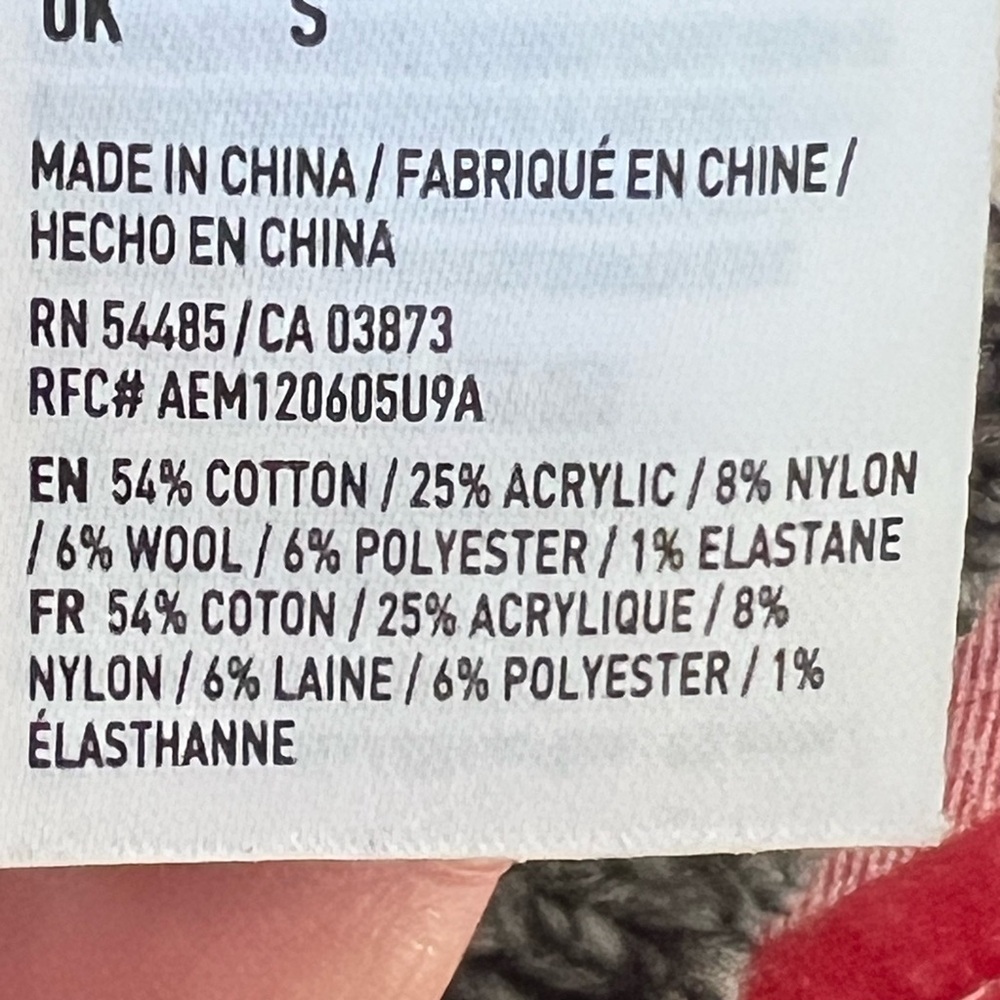 UK S
MADE IN CHINA / FABRIQUÉ EN CHINE /
HECHO EN CHINA
RN 54485 / CA 03873
RFC# AEM120605U9A
EN 54% COTTON / 25% ACRYLIC / 8% NYLON
/ 6% WOOL / 6% POLYESTER / 1% ELASTANE
FR 54% COTON / 25% ACRYLIQUE / 8%
NYLON / 6% LAINE / 6% POLYESTER / 1%
ÉLASTHANNE